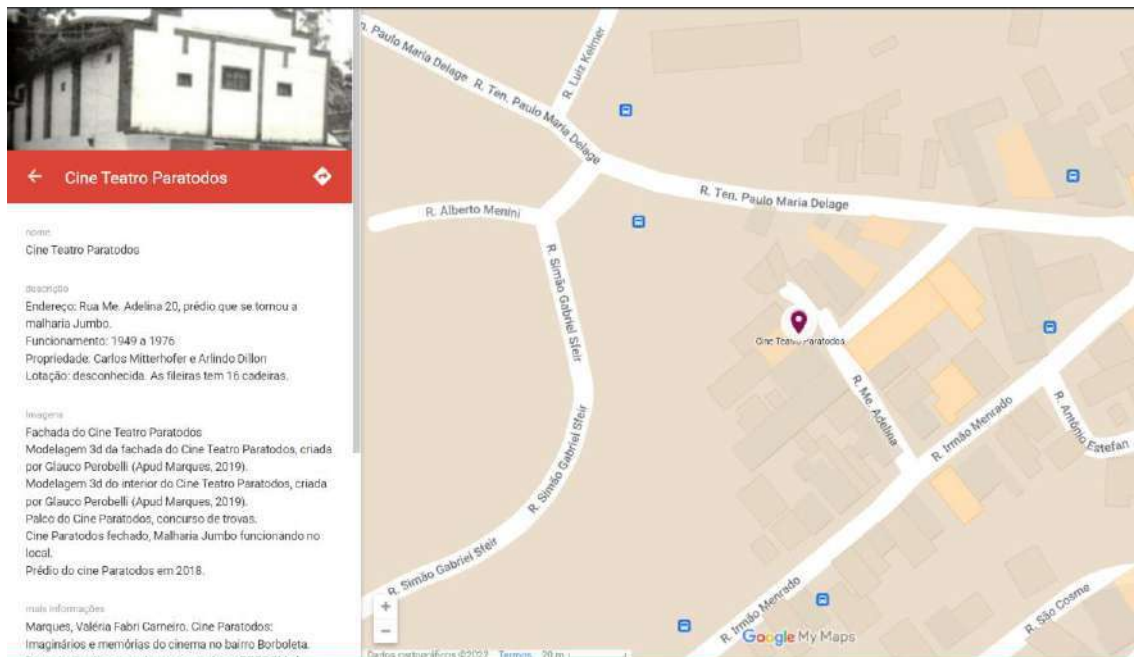 Cine Teatro Paratodos
nome
Cine Teatro Paratodos
descrição
Endereço: Rua Me. Adelina 20, prédio que se tornou a
malharia Jumbo.
Funcionamento: 1949 a 1976
Propriedade: Carlos Mitterhofer e Arlindo Dillon
Lotação: desconhecida. As fileiras tem 16 cadeiras.
Imagens
Fachada do Cine Teatro Paratodos
Modelagem 3d da fachada do Cine Teatro Paratodos, criada
por Glauco Perobelli (Apud Marques, 2019).
Modelagem 3d do interior do Cine Teatro Paratodos, criada
por Glauco Perobelli (Apud Marques, 2019).
Palco do Cine Paratodos, concurso de trovas.
Cine Paratodos fechado, Malharia Jumbo funcionando no
local.
Prédio do cine Paratodos em 2018.
mais informações
Marques, Valéria Fabri Carneiro. Cine Paratodos:
Imaginários e memórias do cinema no bairro Borboleta.
n. Paulo Maria Delage
R. Ten. Paulo Maria Delage
R. Luiz Kelmer
R. Ten. Paulo Maria Delage
R. Alberto Menini
R. Simão Gabriel Sfeir
R. Simão Gabriel Sfeir
R. Simão Gabriel Sfeir
Cine Teatro Paratodos
R. Me. Adelina
R. Irmão Menrado
R. Antônio Estefan
R. Irmão Menrado
R. São Cosme
+
−
Google My Maps
Dados cartográficos ©2022 Termos 20 m